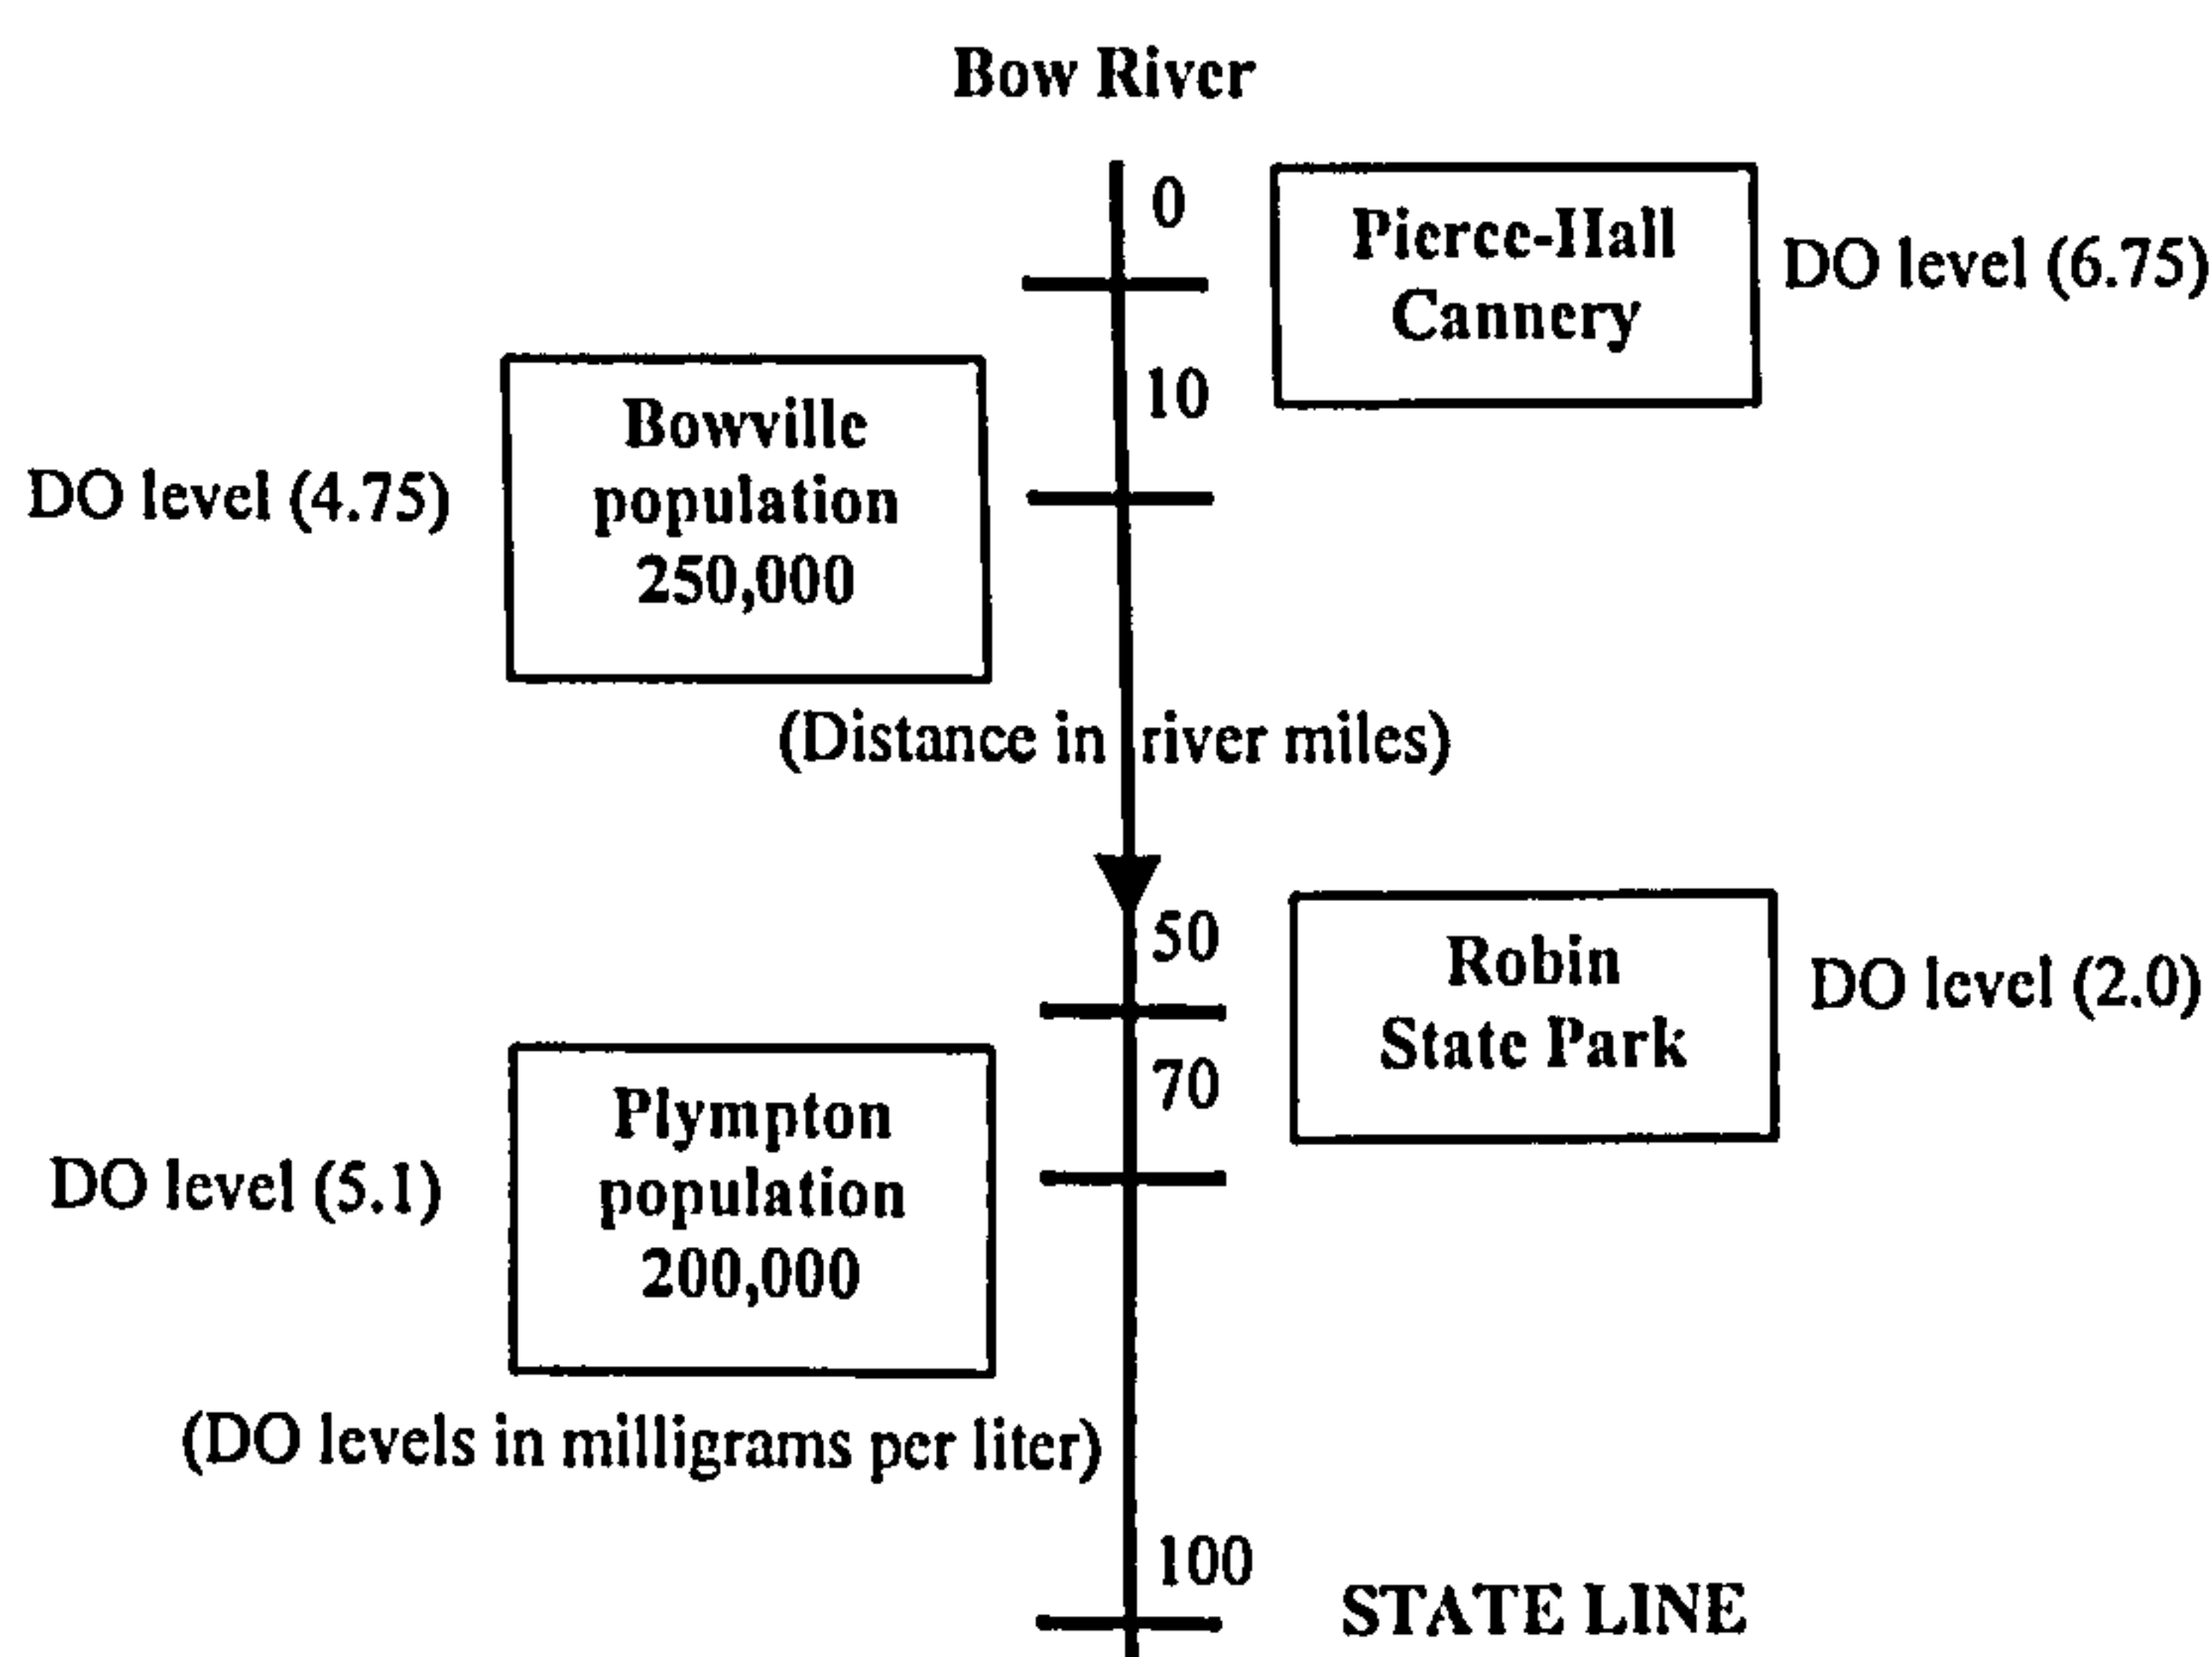 Bow River
0
Pierce-Hall
Cannery
DO level (6.75)
10
Bowville
population
250,000
DO level (4.75)
(Distance in river miles)
50
Robin
State Park
DO level (2.0)
70
Plympton
population
200,000
DO level (5.1)
(DO levels in milligrams per liter)
100
STATE LINE